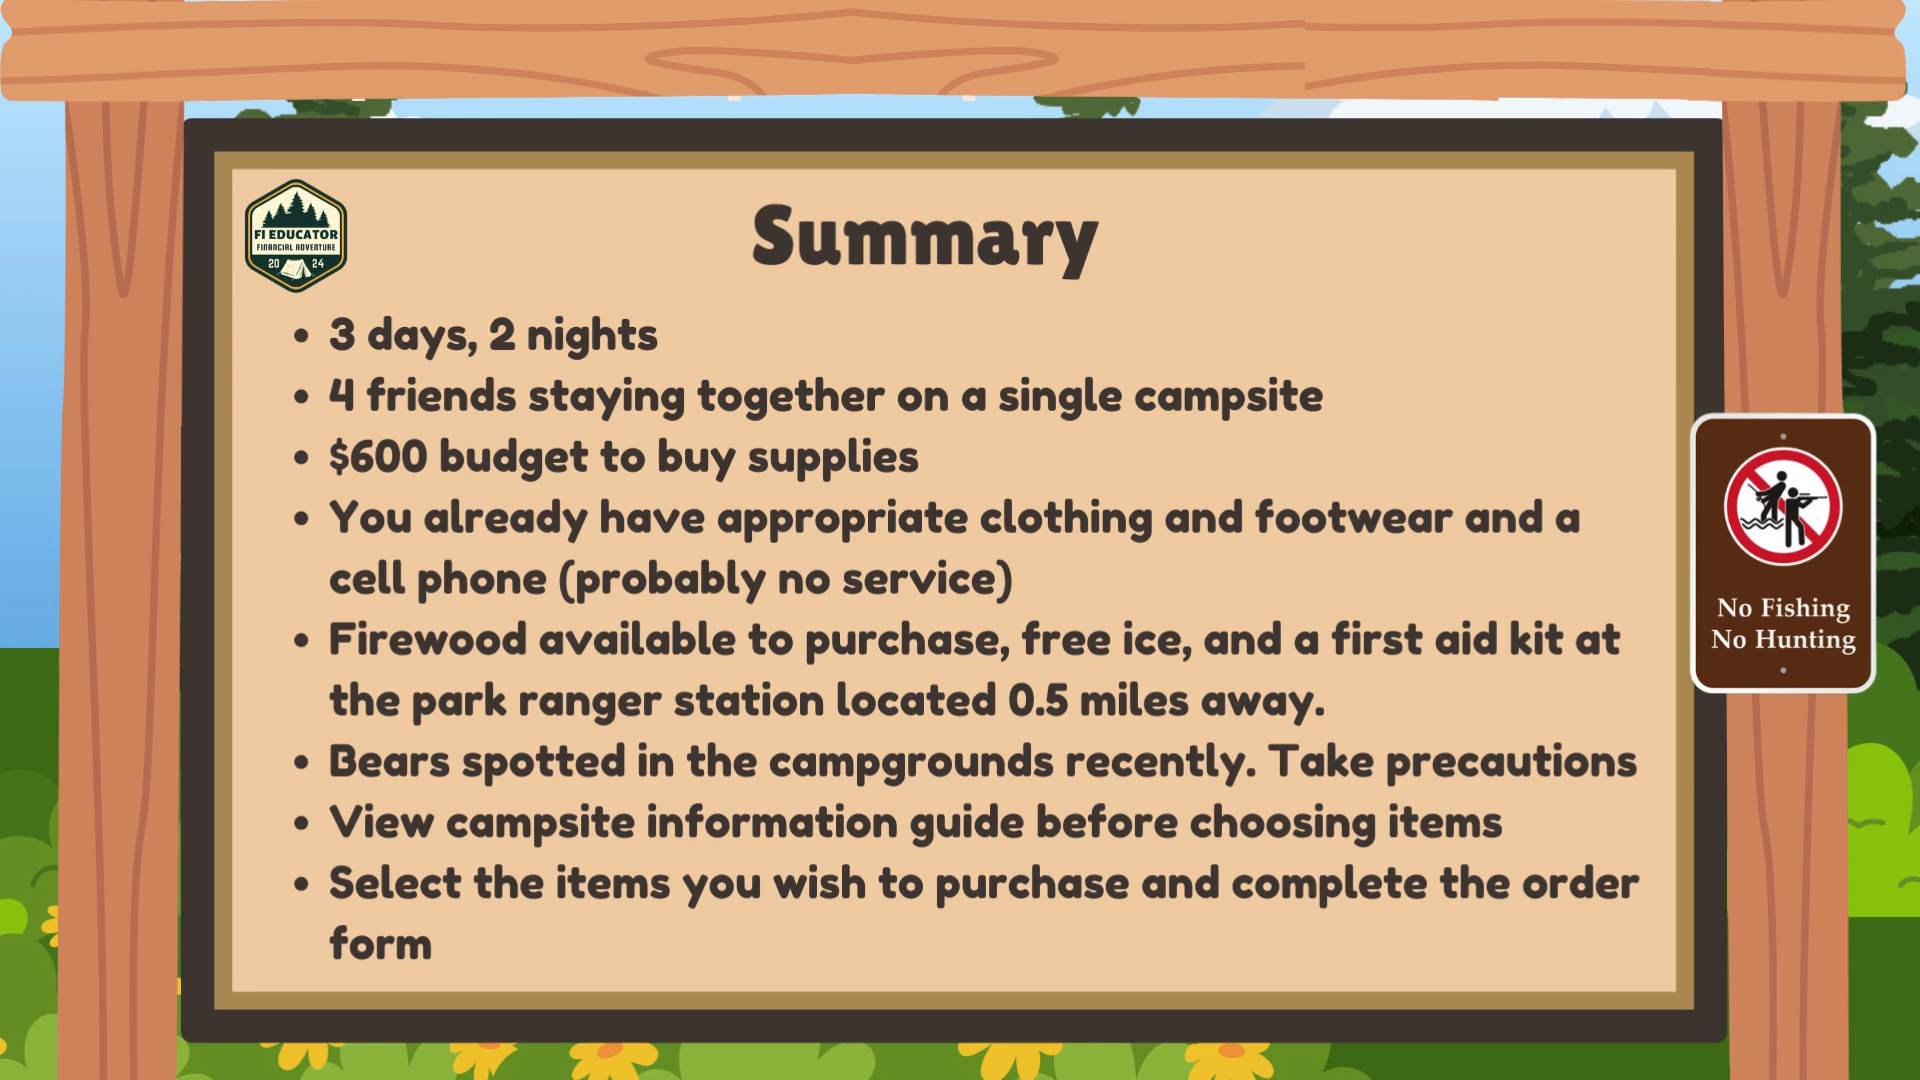 FI EDUCATOR
FINANCIAL ADVENTURE
20 24
Summary
• 3 days, 2 nights
• 4 friends staying together on a single campsite
• $600 budget to buy supplies
• You already have appropriate clothing and footwear and a
cell phone (probably no service)
• Firewood available to purchase, free ice, and a first aid kit at
the park ranger station located 0.5 miles away.
• Bears spotted in the campgrounds recently. Take precautions
• View campsite information guide before choosing items
• Select the items you wish to purchase and complete the order
form
No Fishing
No Hunting